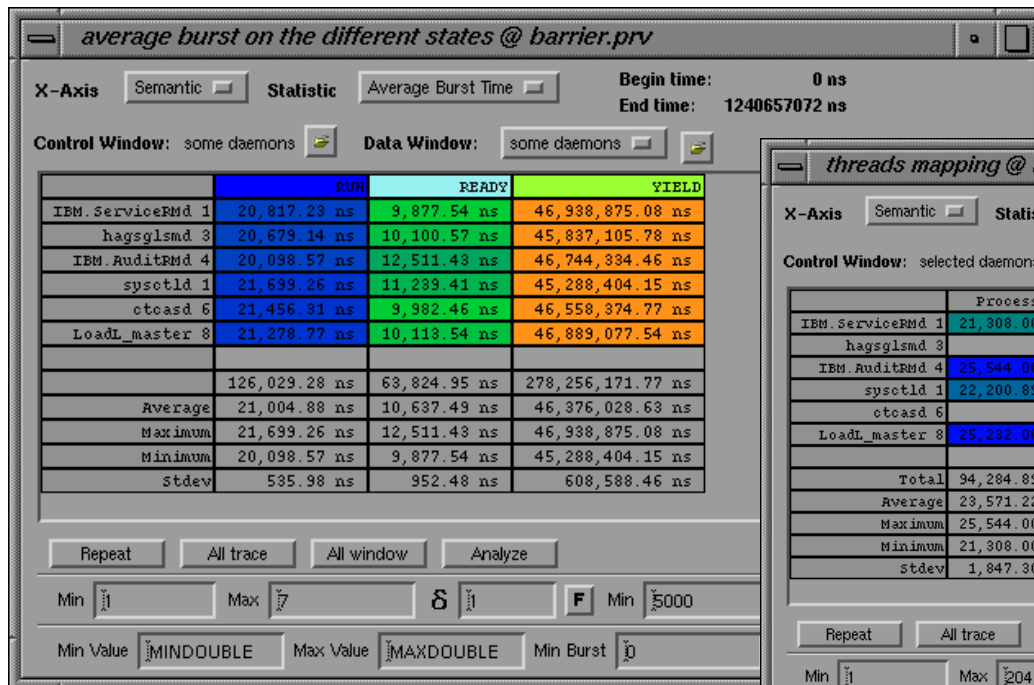 average burst on the different states @ barrier.prv
X-Axis Semantic Statistic Average Burst Time Begin time: 0 ns
End time: 1240657072 ns
Control Window: some daemons Data Window: some daemons
RUN READY YIELD
IBM.ServiceRMd 1 20,817.23 ns 9,877.54 ns 46,938,875.08 ns
hagsglsmd 3 20,679.14 ns 10,100.57 ns 45,837,105.78 ns
IBM.AuditRMd 4 20,098.57 ns 12,511.43 ns 46,744,334.46 ns
sysctld 1 21,699.26 ns 11,239.41 ns 45,288,404.15 ns
ctcasd 6 21,456.31 ns 9,982.46 ns 46,558,374.77 ns
LoadL_master 8 21,278.77 ns 10,113.54 ns 46,889,077.54 ns
126,029.28 ns 63,824.95 ns 278,256,171.77 ns
Average 21,004.88 ns 10,637.49 ns 46,376,028.63 ns
Maximum 21,699.26 ns 12,511.43 ns 46,938,875.08 ns
Minimum 20,098.57 ns 9,877.54 ns 45,288,404.15 ns
Stdev 535.98 ns 952.48 ns 608,588.46 ns
Repeat All trace All window Analyze
Min 1 Max 7 δ 1 F Min 5000
Min Value MINDOUBLE Max Value MAXDOUBLE Min Burst 0
threads mapping @
X-Axis Semantic Statis
Control Window: selected daemons
Process
IBM.ServiceRMd 1 21,308.00
hagsglsmd 3
IBM.AuditRMd 4 25,544.00
sysctld 1 22,200.89
ctcasd 6
LoadL_master 8 25,232.00
Total 94,284.89
Average 23,571.22
Maximum 25,544.00
Minimum 21,308.00
Stdev 1,847.30
Repeat All trace
Min 1 Max 204